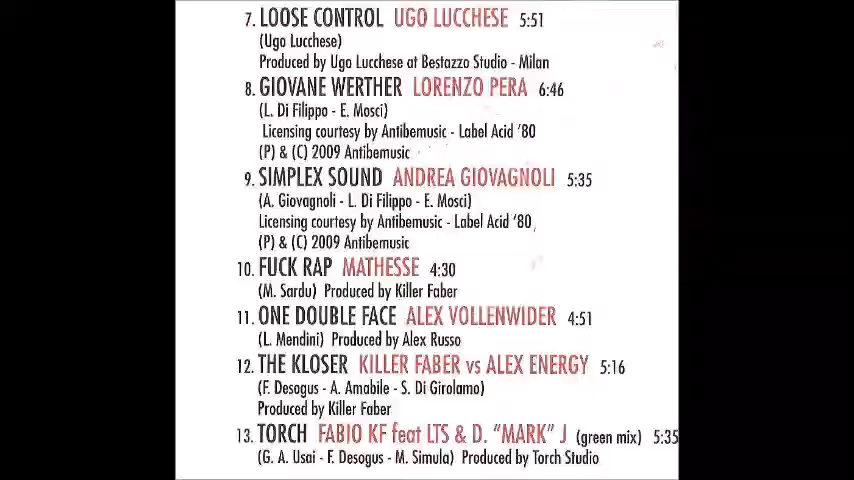 7. LOOSE CONTROL UGO LUCCHESE 5:51
(Ugo Lucchese)
Produced by Ugo Lucchese at Bestazzo Studio - Milan
8. GIOVANE WERTHER LORENZO PERA 6:46
(L. Di Filippo - E. Mosci)
Licensing courtesy by Antibemusic - Label Acid '80
(P) & (C) 2009 Antibemusic
9. SIMPLEX SOUND ANDREA GIOVAGNOLI 5:35
(A. Giovagnoli - L. Di Filippo - E. Mosci)
Licensing courtesy by Antibemusic - Label Acid '80
(P) & (C) 2009 Antibemusic
10. FUCK RAP MATHESSE 4:30
(M. Sardu) Produced by Killer Faber
11. ONE DOUBLE FACE ALEX VOLLENWIDER 4:51
(L. Mendini) Produced by Alex Russo
12. THE KLOSER KILLER FABER vs ALEX ENERGY 5:16
(F. Desogus - A. Amabile - S. Di Girolamo)
Produced by Killer Faber
13. TORCH FABIO KF feat LTS & D. "MARK" J (green mix) 5:35
(G. A. Usai - F. Desogus - M. Simula) Produced by Torch Studio